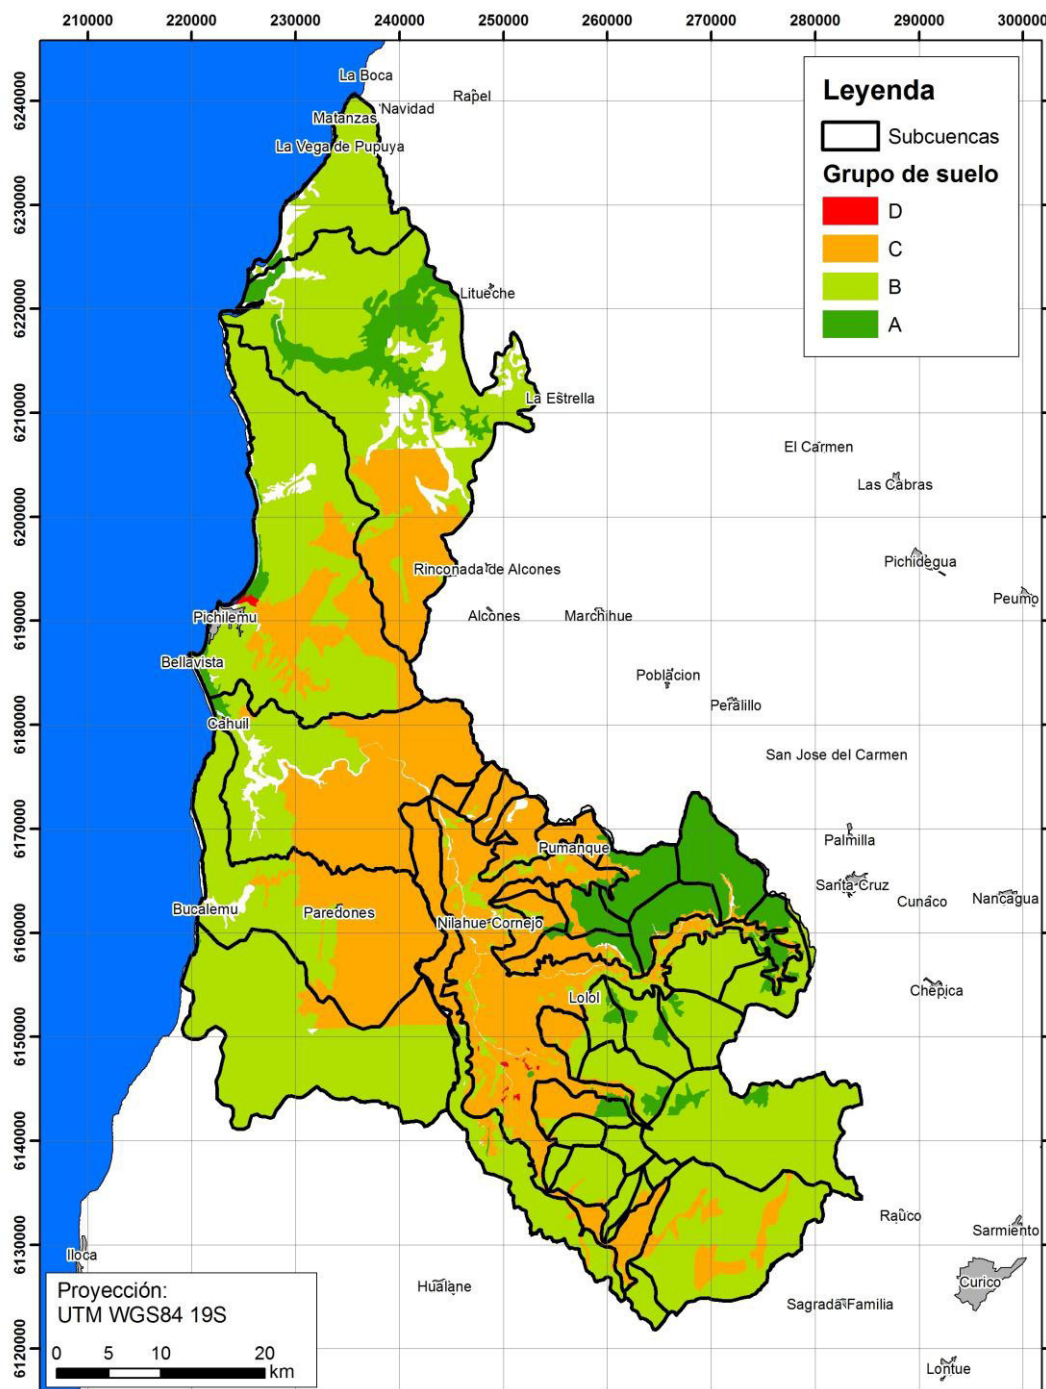 210000 220000 230000 240000 250000 260000 270000 280000 290000 300000
6240000
6230000
6220000
6210000
6200000
6190000
6180000
6170000
6160000
6150000
6140000
6130000
6120000
Leyenda
Subcuencas
Grupo de suelo
D
C
B
A
La Boca
Rapel
Navidad
Matanzas
La Vega de Pupuya
Litueche
La Estrella
El Carmen
Las Cabras
Rinconada de Alcones
Pichidegua
Peumo
Pichilemu
Alcones
Marchihue
Bellavista
Poblacion
Peralillo
Cahuil
San Jose del Carmen
Pumanque
Palmilla
Santa Cruz
Cunaco
Nancagua
Bucalemu
Paredones
Nilahue Cornejo
Lolol
Chepica
Rauco
Sarmiento
Iloca
Hualane
Curico
Sagrada Familia
Lontue
Proyección:
UTM WGS84 19S
0 5 10 20
km